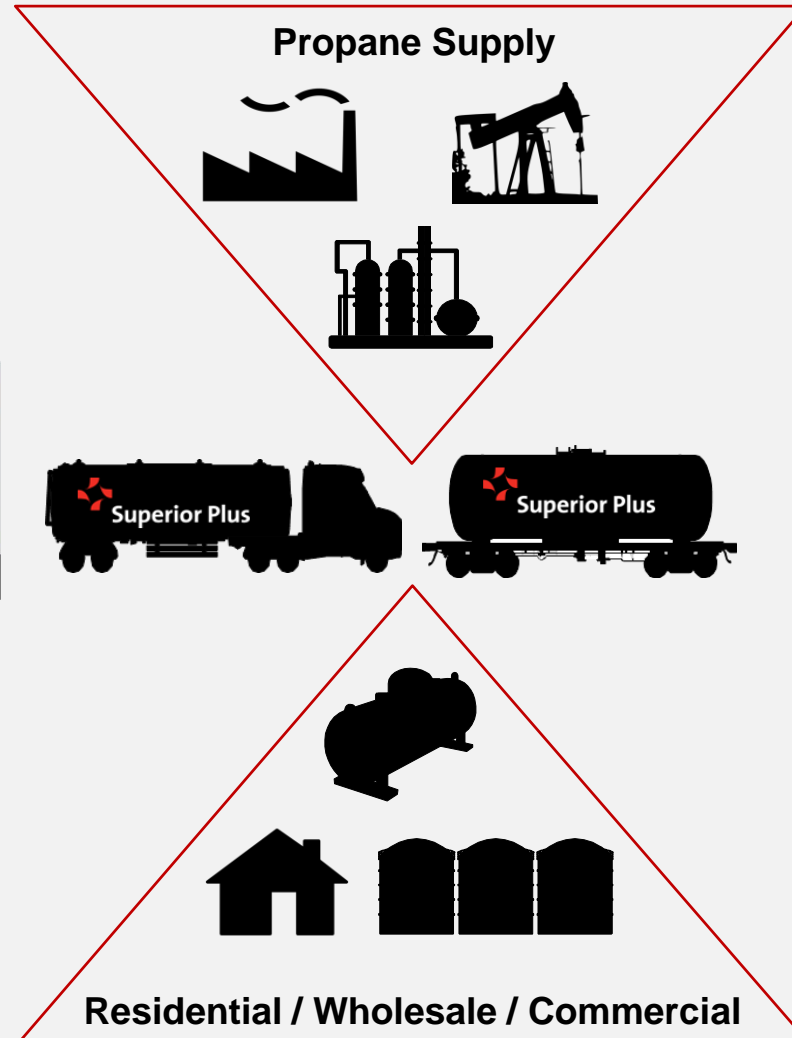 Propane Supply
Superior Plus
Superior Plus
Residential / Wholesale / Commercial